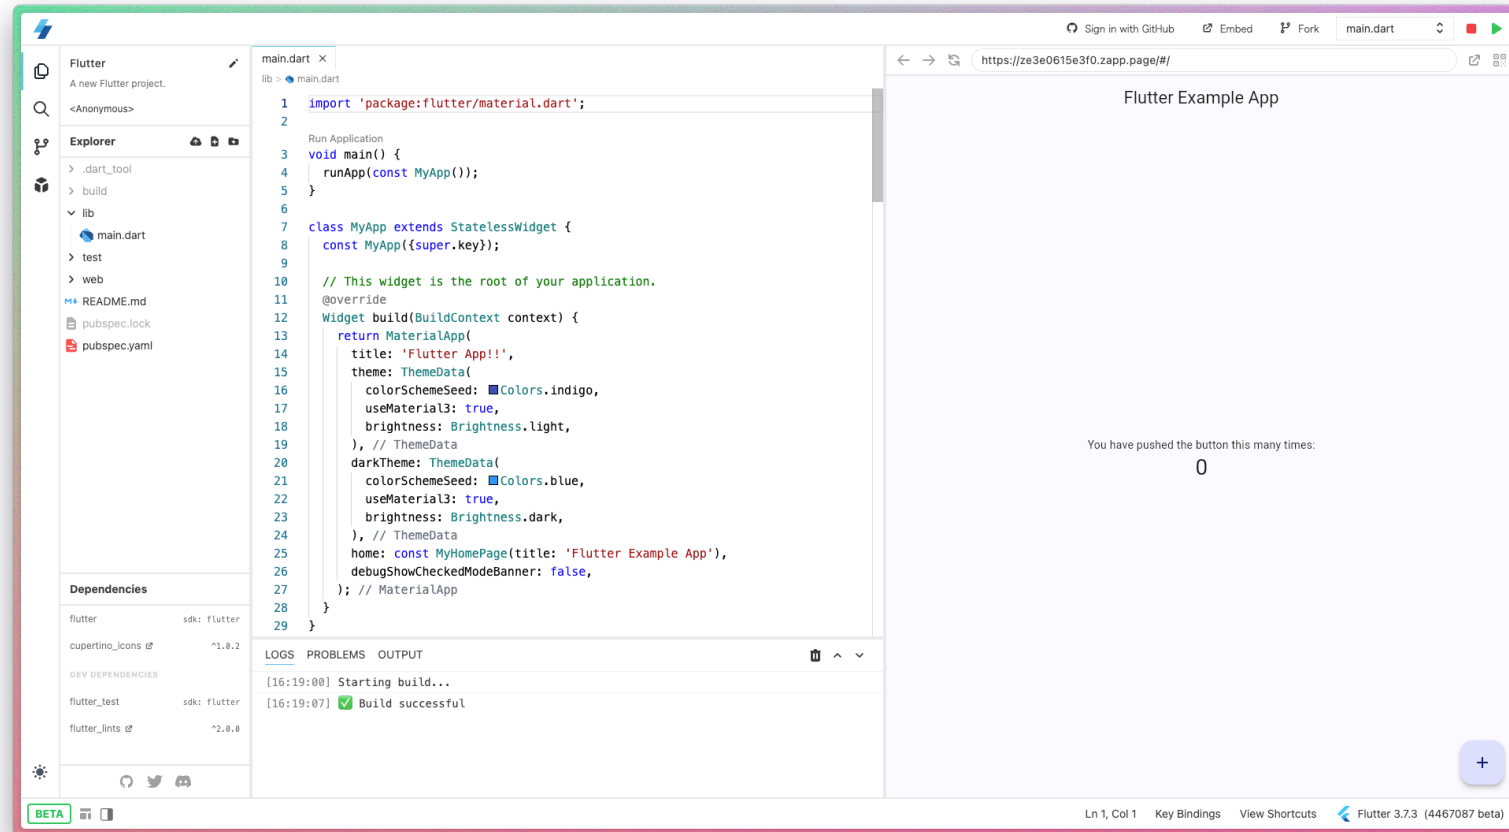 Sign in with GitHub
Embed
Fork
main.dart
Flutter
A new Flutter project.
<Anonymous>
Explorer
.dart_tool
build
lib
main.dart
test
web
M↓ README.md
pubspec.lock
pubspec.yaml
Dependencies
flutter sdk: flutter
cupertino_icons ^1.0.2
DEV DEPENDENCIES
flutter_test sdk: flutter
flutter_lints ^2.0.0
BETA
main.dart ×
lib > main.dart
1 import 'package:flutter/material.dart';
2
Run Application
3 void main() {
4 runApp(const MyApp());
5 }
6
7 class MyApp extends StatelessWidget {
8 const MyApp({super.key});
9
10 // This widget is the root of your application.
11 @override
12 Widget build(BuildContext context) {
13 return MaterialApp(
14 title: 'Flutter App!!',
15 theme: ThemeData(
16 colorSchemeSeed: Colors.indigo,
17 useMaterial3: true,
18 brightness: Brightness.light,
19 ), // ThemeData
20 darkTheme: ThemeData(
21 colorSchemeSeed: Colors.blue,
22 useMaterial3: true,
23 brightness: Brightness.dark,
24 ), // ThemeData
25 home: const MyHomePage(title: 'Flutter Example App'),
26 debugShowCheckedModeBanner: false,
27 ); // MaterialApp
28 }
29 }
LOGS PROBLEMS OUTPUT
[16:19:00] Starting build...
[16:19:07] ✅ Build successful
https://ze3e0615e3f0.zapp.page/#/
Flutter Example App
You have pushed the button this many times:
0
+
Ln 1, Col 1 Key Bindings View Shortcuts Flutter 3.7.3 (4467087 beta)